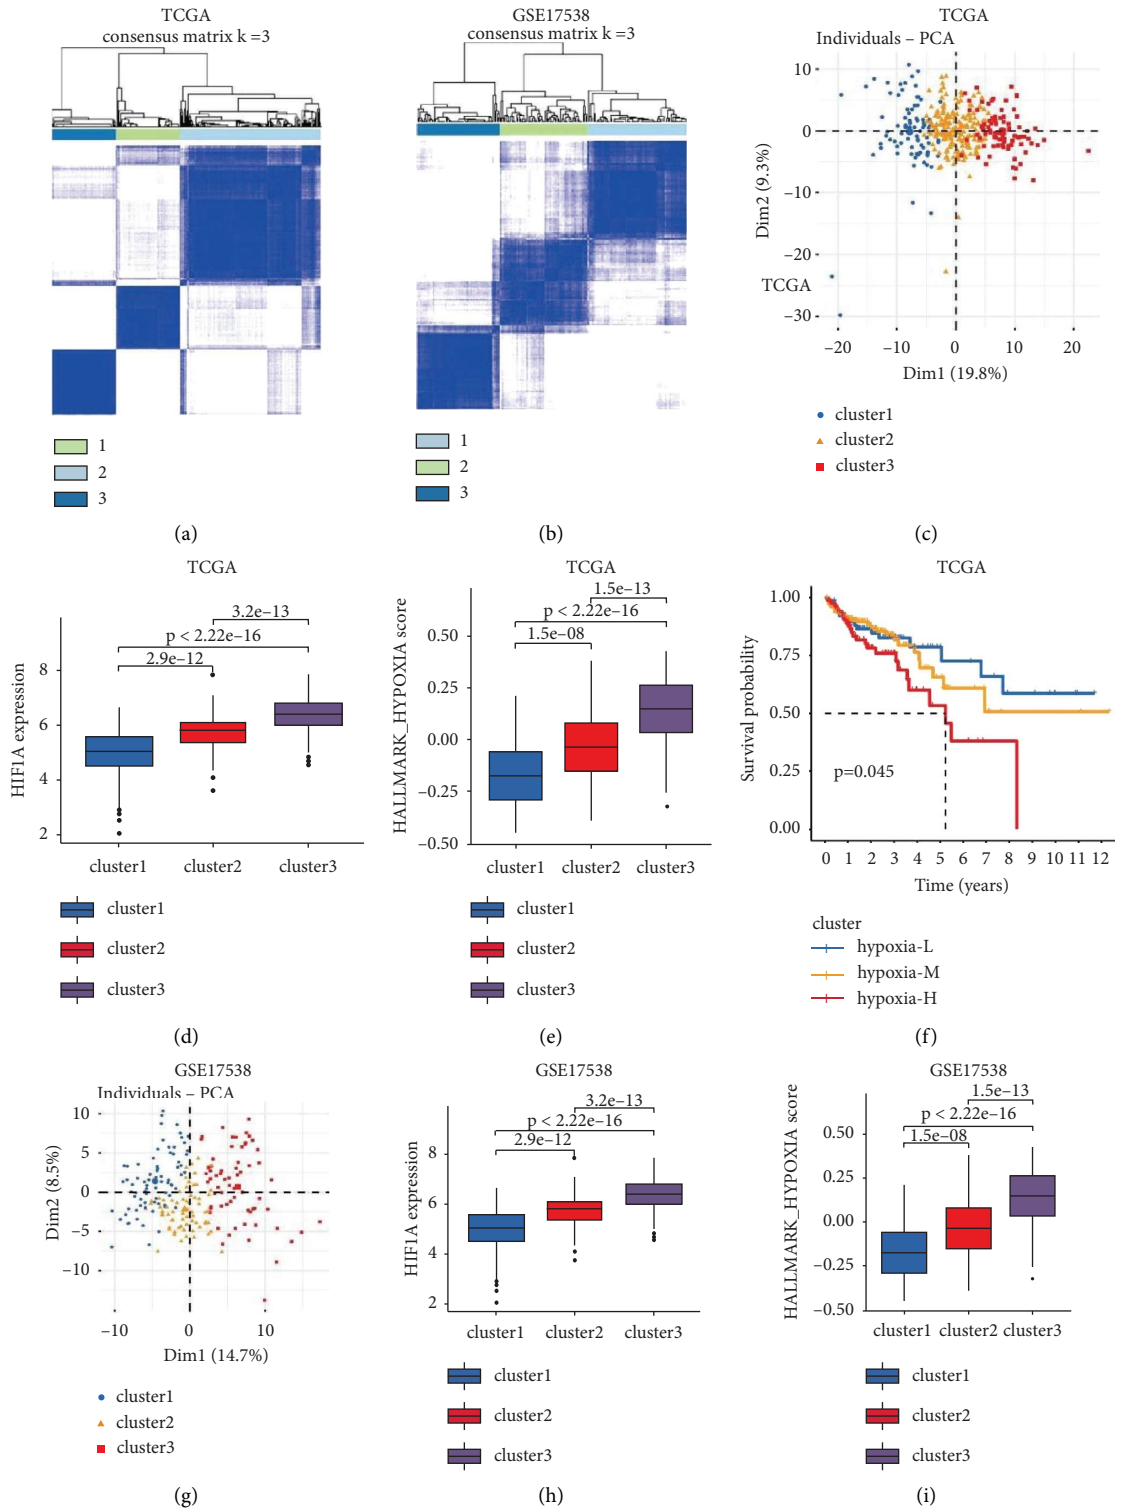 TCGA
consensus matrix k =3
1
2
3
(a)
GSE17538
consensus matrix k =3
1
2
3
(b)
TCGA
Individuals – PCA
10
0
–10
–20
–30
Dim2 (9.3%)
TCGA
–20
–10
0
10
20
Dim1 (19.8%)
cluster1
cluster2
cluster3
(c)
TCGA
3.2e–13
p < 2.22e–16
2.9e–12
8
6
4
2
HIF1A expression
cluster1
cluster2
cluster3
cluster1
cluster2
cluster3
(d)
TCGA
1.5e–13
p < 2.22e–16
1.5e–08
0.50
0.25
0.00
–0.25
–0.50
HALLMARK_HYPOXIA score
cluster1
cluster2
cluster3
cluster1
cluster2
cluster3
(e)
TCGA
1.00
0.75
0.50
0.25
0.00
Survival probability
p=0.045
0 1 2 3 4 5 6 7 8 9 10 11 12
Time (years)
cluster
hypoxia-L
hypoxia-M
hypoxia-H
(f)
GSE17538
Individuals – PCA
10
5
0
–5
–10
Dim2 (8.5%)
–10
0
10
Dim1 (14.7%)
cluster1
cluster2
cluster3
(g)
GSE17538
3.2e–13
p < 2.22e–16
2.9e–12
8
6
4
2
HIF1A expression
cluster1
cluster2
cluster3
cluster1
cluster2
cluster3
(h)
GSE17538
1.5e–13
p < 2.22e–16
1.5e–08
0.50
0.25
0.00
–0.25
–0.50
HALLMARK_HYPOXIA score
cluster1 cluster2 cluster3
cluster1
cluster2
cluster3
(i)